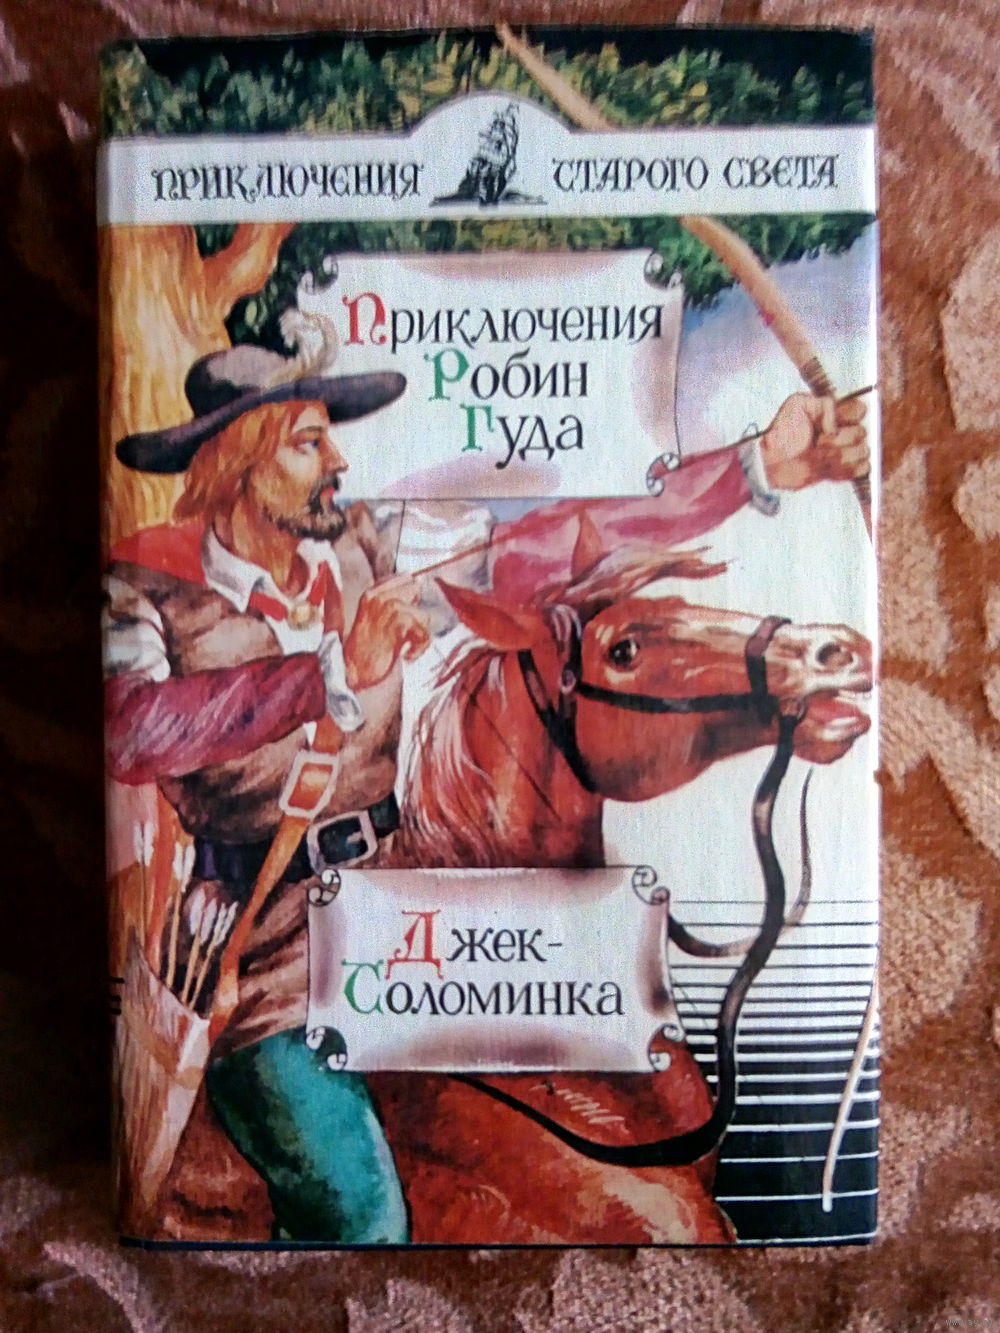 ПРИКЛЮЧЕНИЯ СТАРОГО СВЕТА
Приключения
Робин
Гуда
Джек-
Соломинка